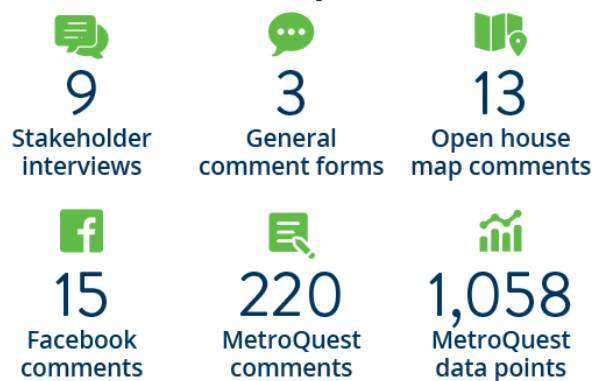 9
Stakeholder
interviews
3
General
comment forms
13
Open house
map comments
15
Facebook
comments
220
MetroQuest
comments
1,058
MetroQuest
data points